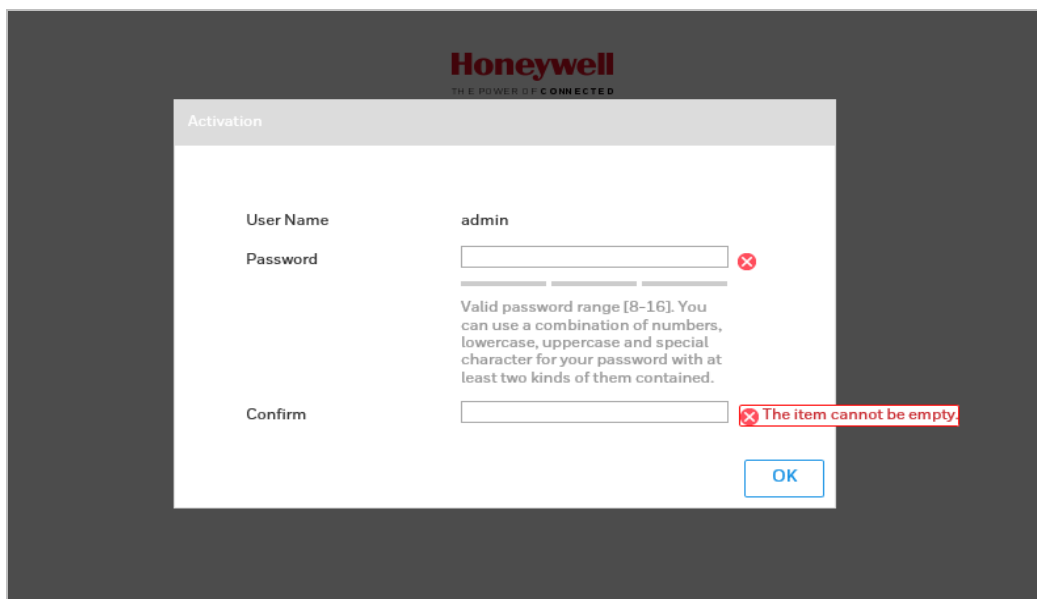 Honeywell
THE POWER OF CONNECTED
Activation
User Name admin
Password
Valid password range [8-16]. You
can use a combination of numbers,
lowercase, uppercase and special
character for your password with at
least two kinds of them contained.
Confirm
The item cannot be empty.
OK